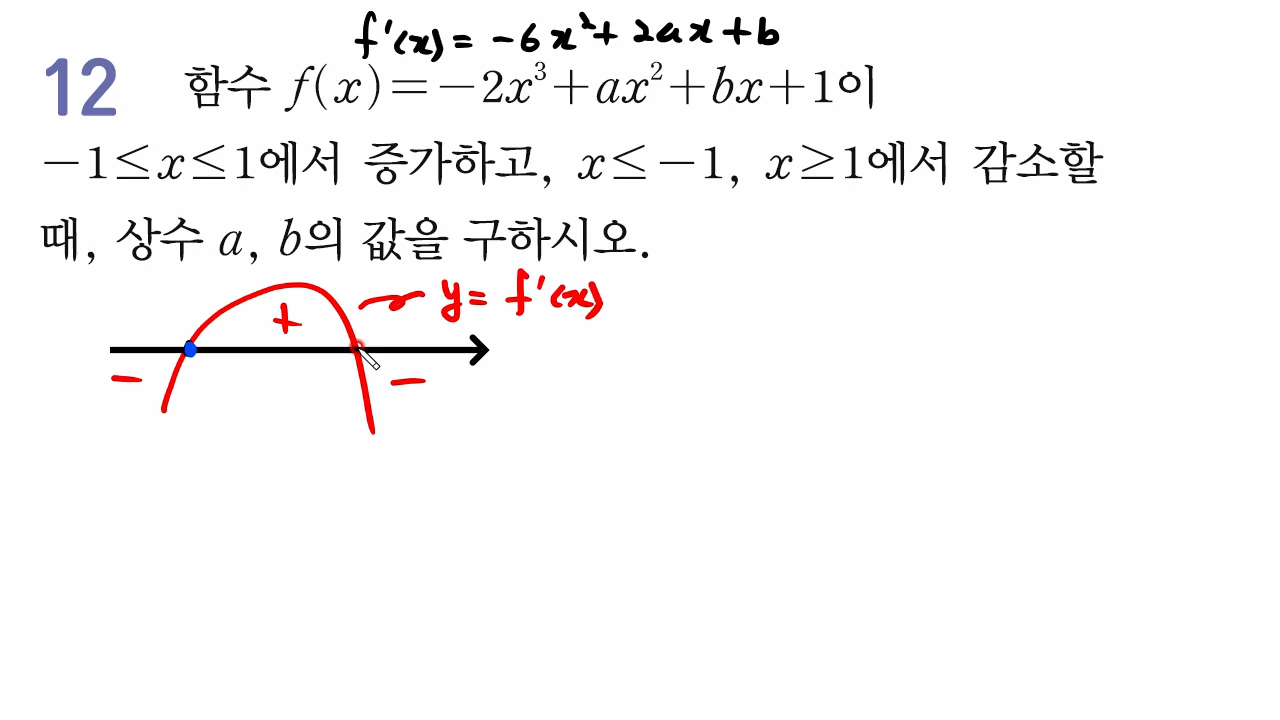 f'(x) = -6x²+2ax+b
12 함수 f(x)=-2x³+ax²+bx+1이
-1≤x≤1에서 증가하고, x≤-1, x≥1에서 감소할
때, 상수 a, b의 값을 구하시오.
y = f'(x)
+
- -